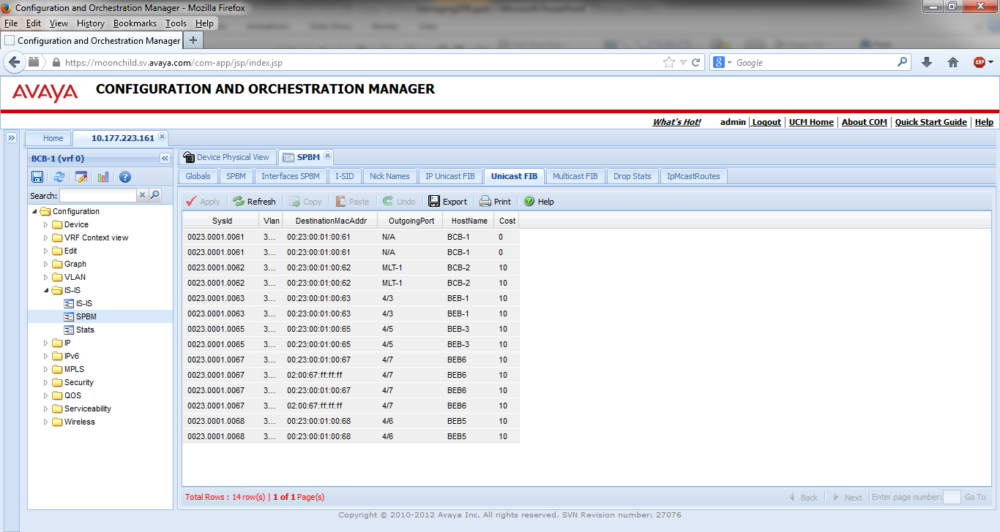 Configuration and Orchestration Manager - Mozilla Firefox
File Edit View History Bookmarks Tools Help
Configuration and Orchestration Manager +
https://moonchild.sv.avaya.com/com-app/jsp/index.jsp Google ABP
AVAYA CONFIGURATION AND ORCHESTRATION MANAGER
What's Hot! admin Logout | UCM Home | About COM | Quick Start Guide | Help
Home 10.177.223.161
BCB-1 (vrf 0) Device Physical View SPBM
Globals SPBM Interfaces SPBM I-SID Nick Names IP Unicast FIB Unicast FIB Multicast FIB Drop Stats IpMcastRoutes
Search:
Apply Refresh Copy Paste Undo Export Print Help
Configuration
Device
VRF Context view
Edit
Graph
VLAN
IS-IS
IS-IS
SPBM
Stats
IP
IPv6
MPLS
Security
QOS
Serviceability
Wireless
SysId Vlan DestinationMacAddr OutgoingPort HostName Cost
0023.0001.0061 3... 00:23:00:01:00:61 N/A BCB-1 0
0023.0001.0061 3... 00:23:00:01:00:61 N/A BCB-1 0
0023.0001.0062 3... 00:23:00:01:00:62 MLT-1 BCB-2 10
0023.0001.0062 3... 00:23:00:01:00:62 MLT-1 BCB-2 10
0023.0001.0063 3... 00:23:00:01:00:63 4/3 BEB-1 10
0023.0001.0063 3... 00:23:00:01:00:63 4/3 BEB-1 10
0023.0001.0065 3... 00:23:00:01:00:65 4/5 BEB-3 10
0023.0001.0065 3... 00:23:00:01:00:65 4/5 BEB-3 10
0023.0001.0067 3... 00:23:00:01:00:67 4/7 BEB6 10
0023.0001.0067 3... 02:00:67:ff:ff:ff 4/7 BEB6 10
0023.0001.0067 3... 00:23:00:01:00:67 4/7 BEB6 10
0023.0001.0067 3... 02:00:67:ff:ff:ff 4/7 BEB6 10
0023.0001.0068 3... 00:23:00:01:00:68 4/6 BEB5 10
0023.0001.0068 3... 00:23:00:01:00:68 4/6 BEB5 10
Total Rows : 14 row(s) | 1 of 1 Page(s) Back Next Enter page number: Go To
Copyright © 2010-2012 Avaya Inc. All rights reserved. SVN Revision number: 27076